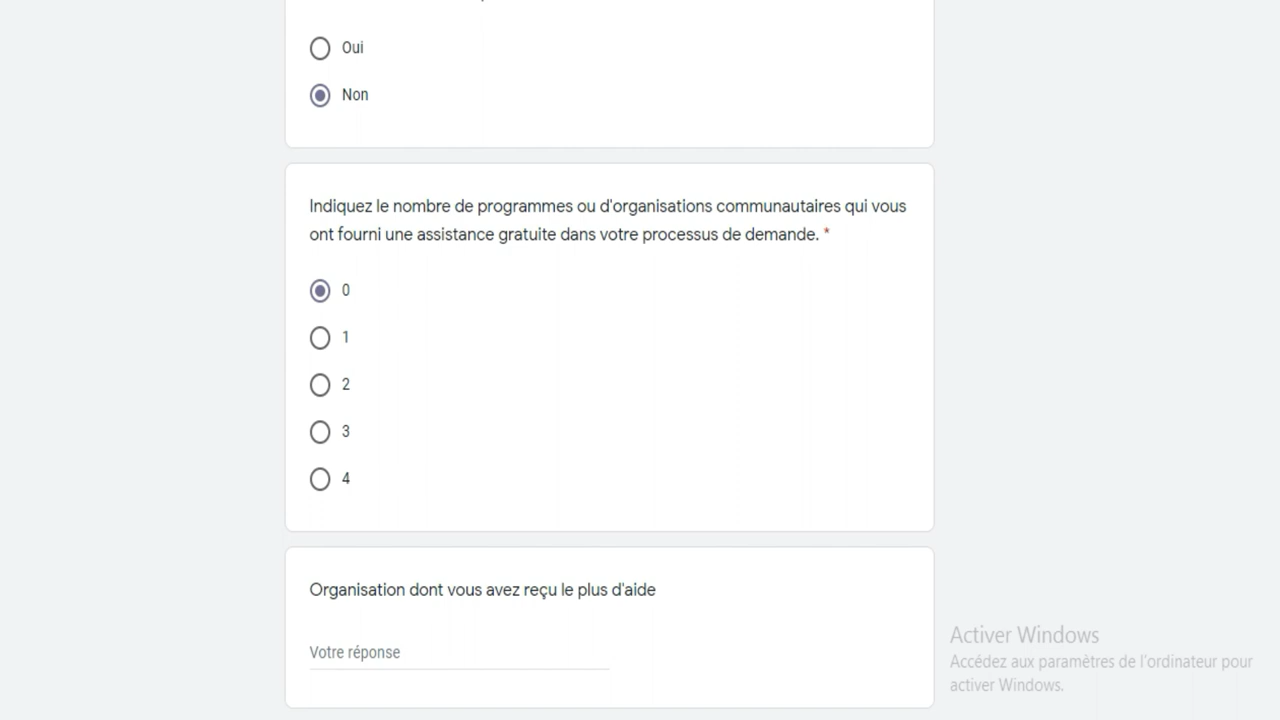 Oui
Non
Indiquez le nombre de programmes ou d'organisations communautaires qui vous
ont fourni une assistance gratuite dans votre processus de demande. *
0
1
2
3
4
Organisation dont vous avez reçu le plus d'aide
Votre réponse
Activer Windows
Accédez aux paramètres de l'ordinateur pour
activer Windows.